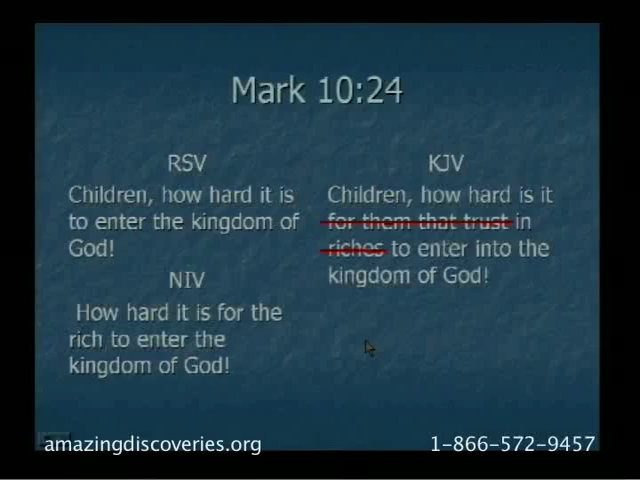 Mark 10:24
RSV
Children, how hard it is
to enter the kingdom of
God!
NIV
How hard it is for the
rich to enter the
kingdom of God!
KJV
Children, how hard is it
for them that trust in
riches to enter into the
kingdom of God!
amazingdiscoveries.org
1-866-572-9457